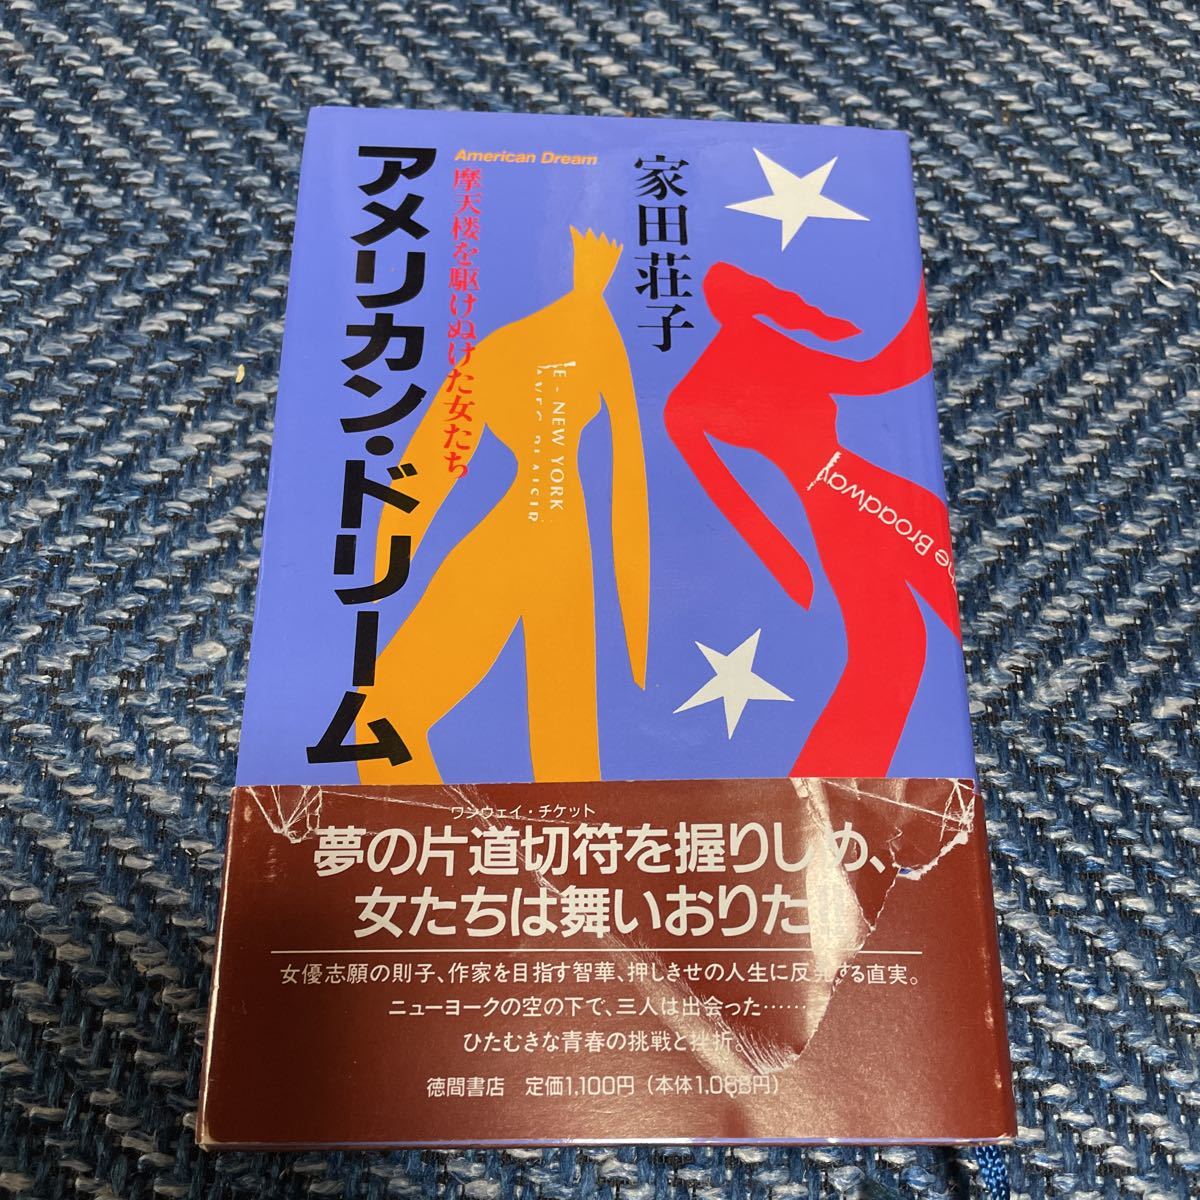 アメリカン・ドリーム
American Dream
摩天楼を駆けぬけた女たち
家田荘子
E - NEW YORK
he Broadway
ワンウェイ・チケット
夢の片道切符を握りしめ、
女たちは舞いおりた!!
女優志願の則子、作家を目指す智華、押しきせの人生に反発する直実。
ニューヨークの空の下で、三人は出会った……
ひたむきな青春の挑戦と挫折。
徳間書店 定価1,100円(本体1,068円)